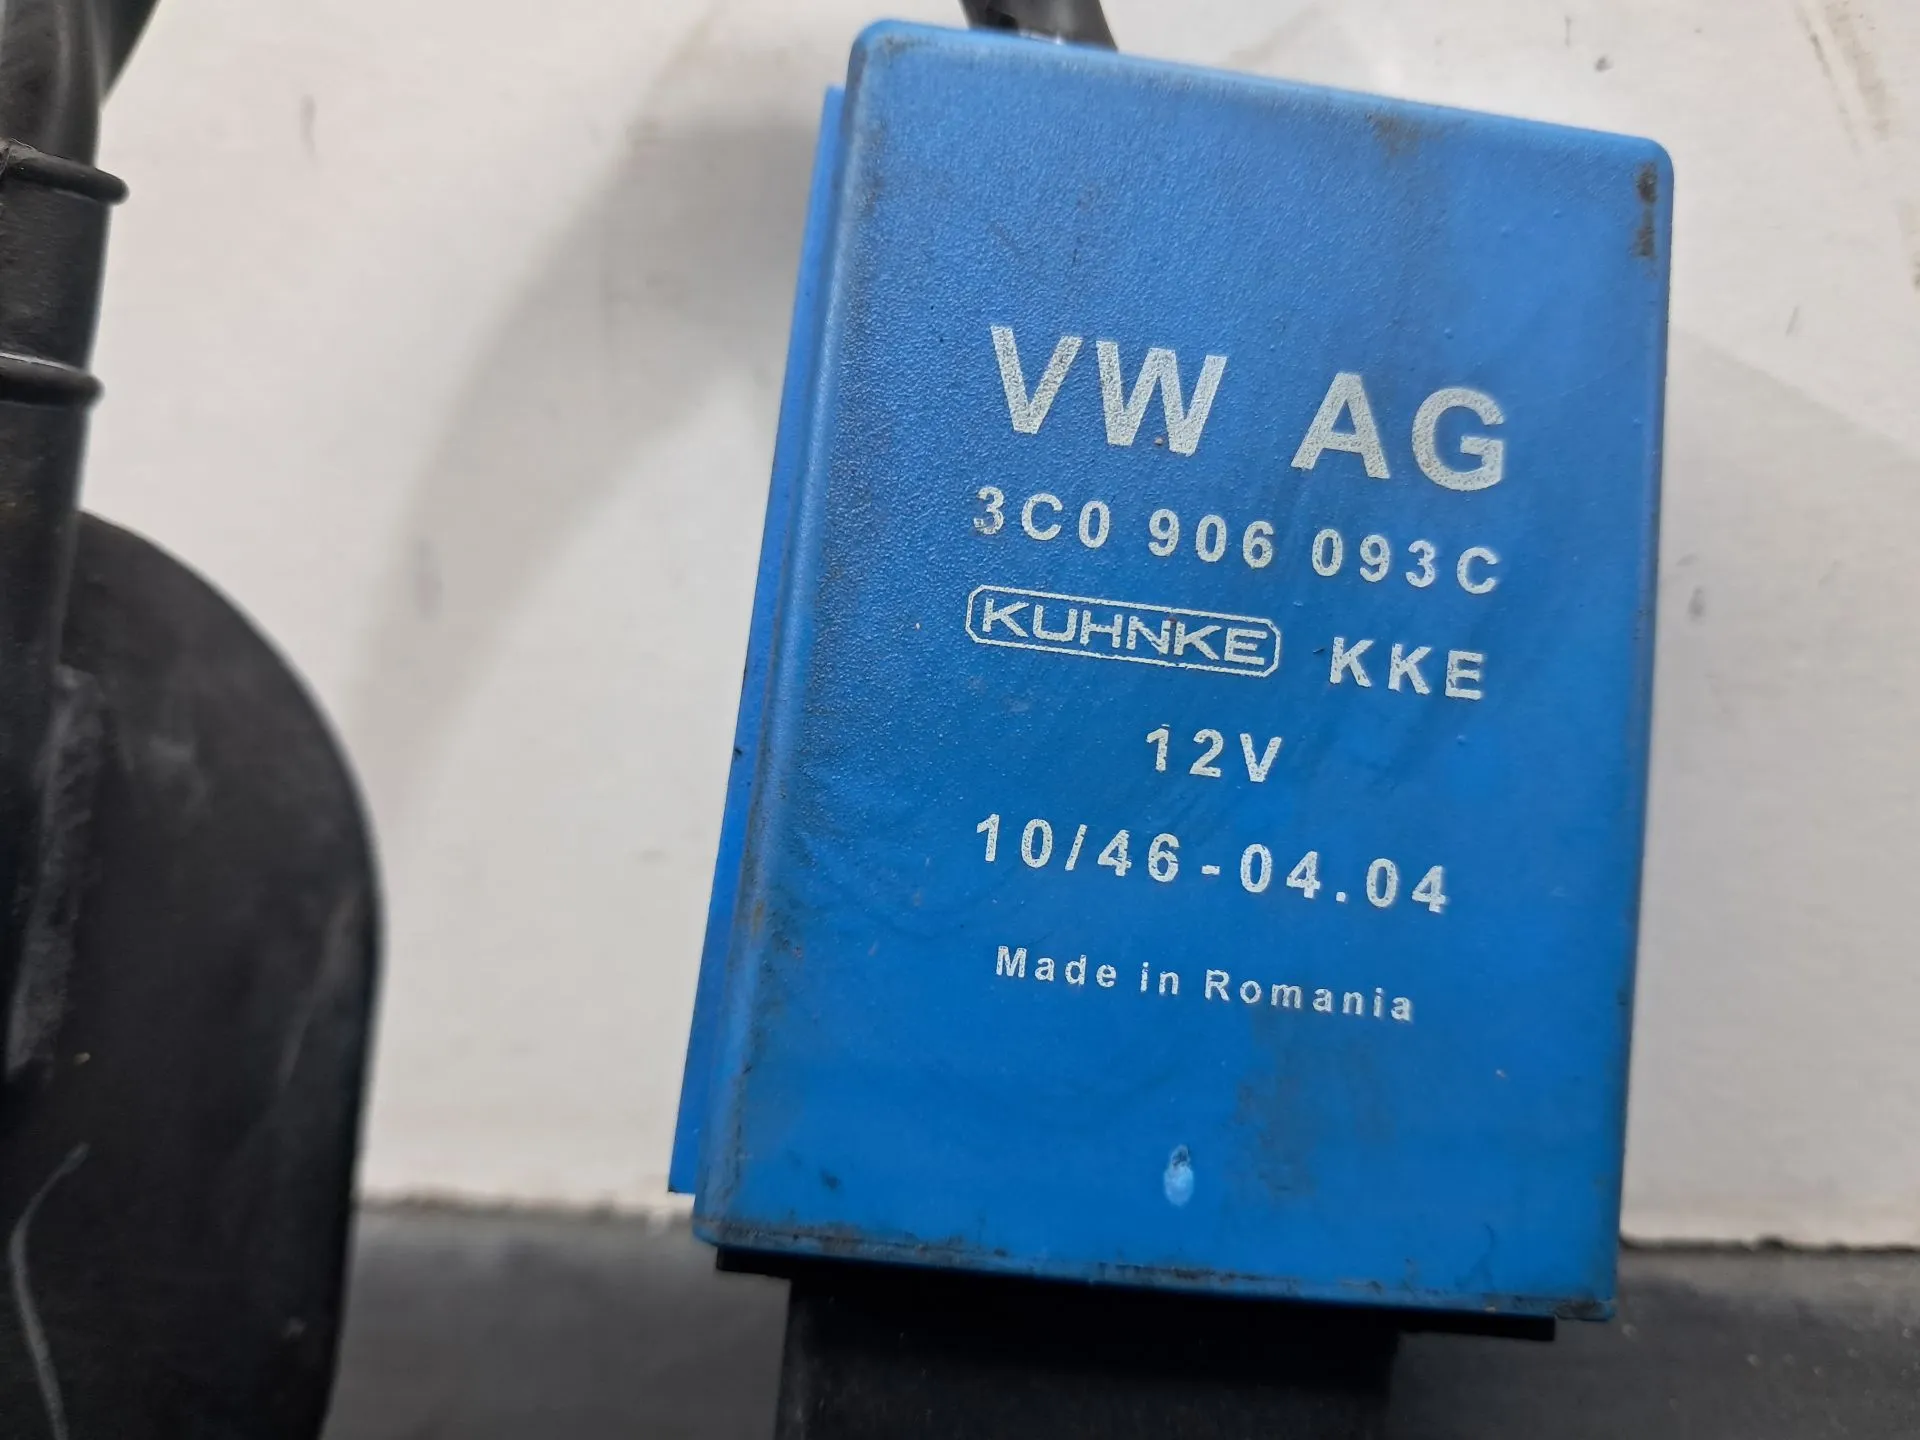 VW AG
3C0 906 093C
KUHNKE KKE
12V
10/46-04.04
Made in Romania